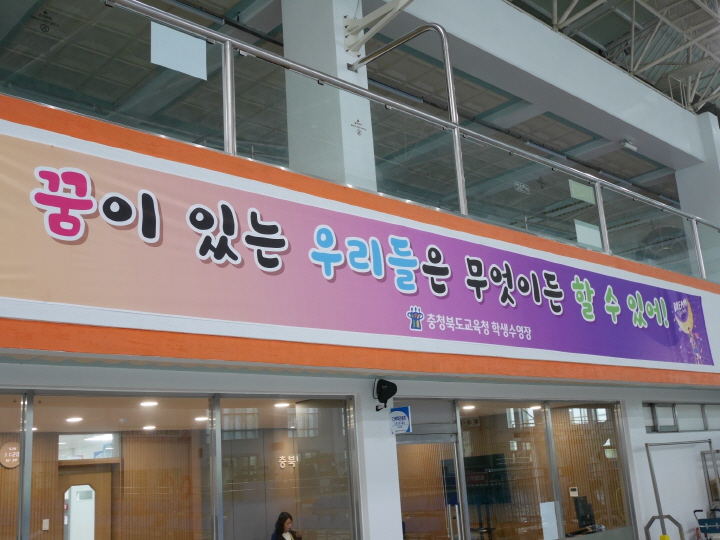 꿈이 있는 우리들은 무엇이든 할 수 있어!
충청북도교육청 학생수영장
충북